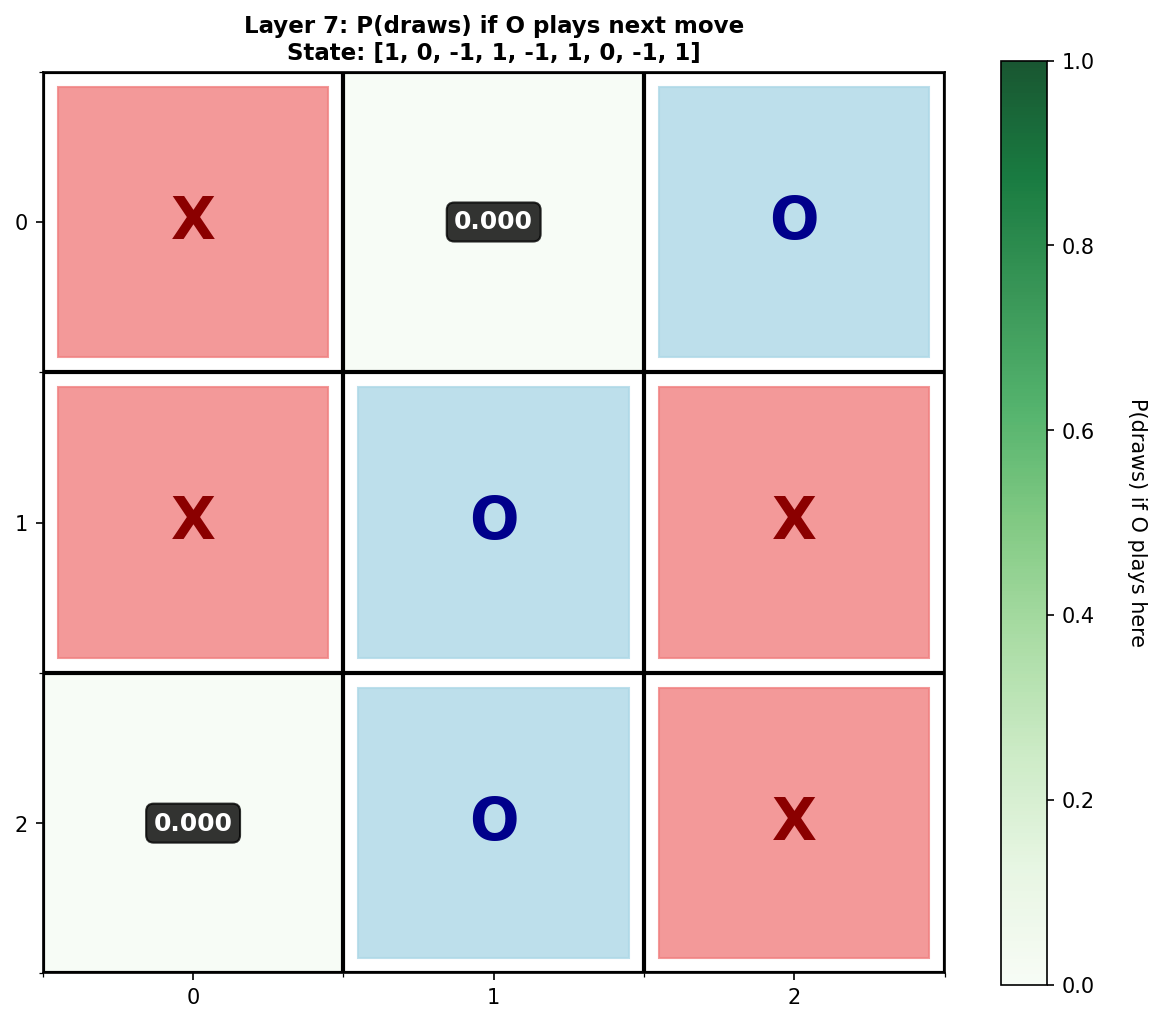 Layer 7: P(draws) if O plays next move
State: [1, 0, -1, 1, -1, 1, 0, -1, 1]
0
X
0.000
O
1
X
O
X
2
0.000
O
X
0
1
2
1.0
0.8
0.6
0.4
0.2
0.0
P(draws) if O plays here